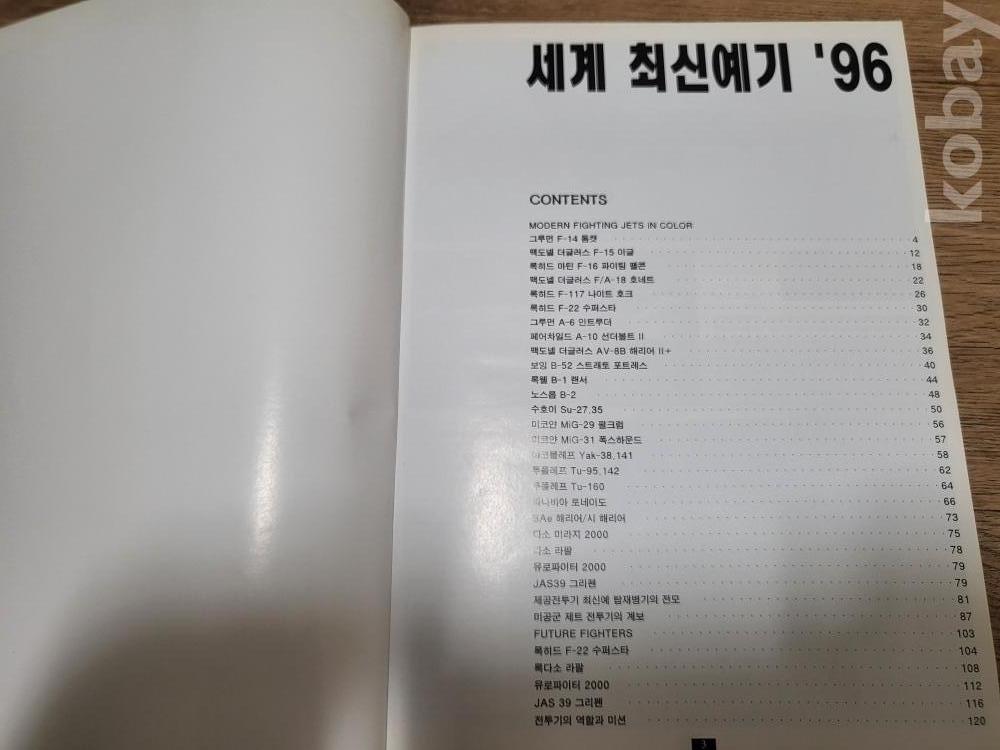 세계 최신예기 '96
CONTENTS
MODERN FIGHTING JETS IN COLOR
그루먼 F-14 톰캣 4
맥도넬 더글러스 F-15 이글 12
록히드 마틴 F-16 파이팅 팰콘 18
맥도넬 더글러스 F/A-18 호네트 22
록히드 F-117 나이트 호크 26
록히드 F-22 수퍼스타 30
그루먼 A-6 인트루더 32
페어차일드 A-10 선더볼트 II 34
맥도넬 더글러스 AV-8B 해리어 II+ 36
보잉 B-52 스트래토 포트레스 40
록웰 B-1 랜서 44
노스롭 B-2 48
수호이 Su-27,35 50
미코얀 MiG-29 펄크럼 56
미코얀 MiG-31 폭스하운드 57
야코블레프 Yak-38,141 58
투폴레프 Tu-95,142 62
투폴레프 Tu-160 64
파나비아 토네이도 66
BAe 해리어/시 해리어 73
다소 미라지 2000 75
다소 라팔 78
유로파이터 2000 79
JAS39 그리펜 79
제공전투기 최신예 탑재병기의 전모 81
미공군 제트 전투기의 계보 87
FUTURE FIGHTERS 103
록히드 F-22 수퍼스타 104
록다소 라팔 108
유로파이터 2000 112
JAS 39 그리펜 116
전투기의 역할과 미션 120
3
kobay